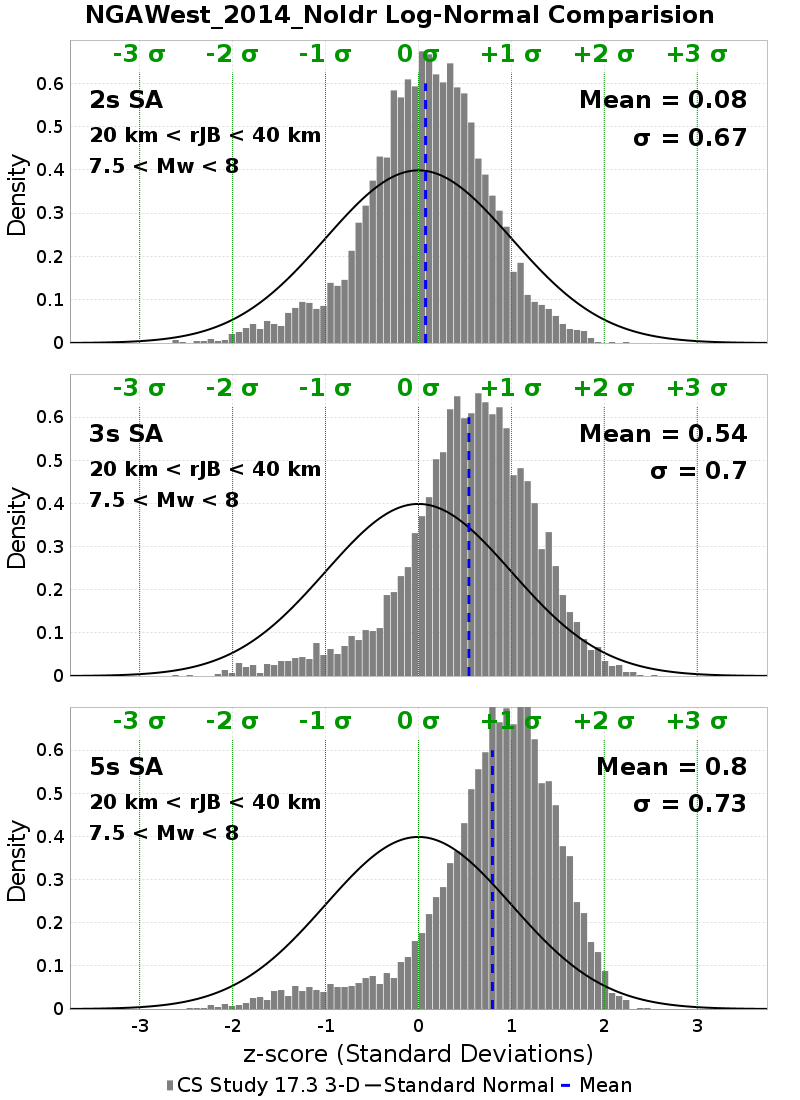 NGAWest_2014_NoIdr Log-Normal Comparision
-3 σ -2 σ -1 σ 0 σ +1 σ +2 σ +3 σ
0.6
2s SA
Mean = 0.08
0.5
20 km < rJB < 40 km
σ = 0.67
0.4
7.5 < Mw < 8
0.3
0.2
0.1
0
Density
-3 σ -2 σ -1 σ 0 σ +1 σ +2 σ +3 σ
0.6
3s SA
Mean = 0.54
0.5
20 km < rJB < 40 km
σ = 0.7
0.4
7.5 < Mw < 8
0.3
0.2
0.1
0
Density
-3 σ -2 σ -1 σ 0 σ +1 σ +2 σ +3 σ
0.6
5s SA
Mean = 0.8
0.5
20 km < rJB < 40 km
σ = 0.73
0.4
7.5 < Mw < 8
0.3
0.2
0.1
0
Density
-3 -2 -1 0 1 2 3
z-score (Standard Deviations)
CS Study 17.3 3-D Standard Normal Mean